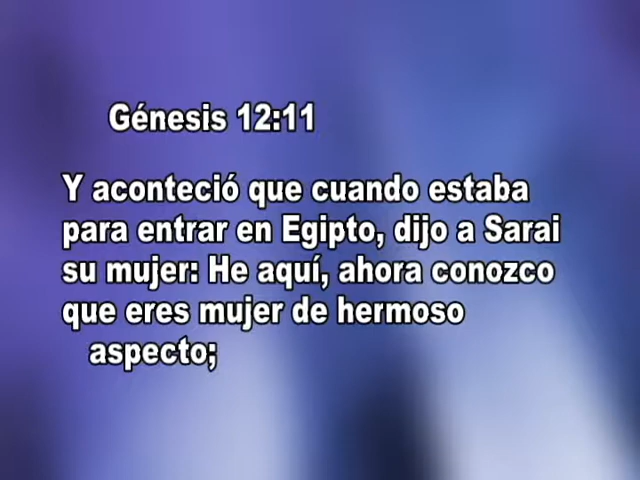 Génesis 12:11
Y aconteció que cuando estaba
para entrar en Egipto, dijo a Sarai
su mujer: He aquí, ahora conozco
que eres mujer de hermoso
aspecto;